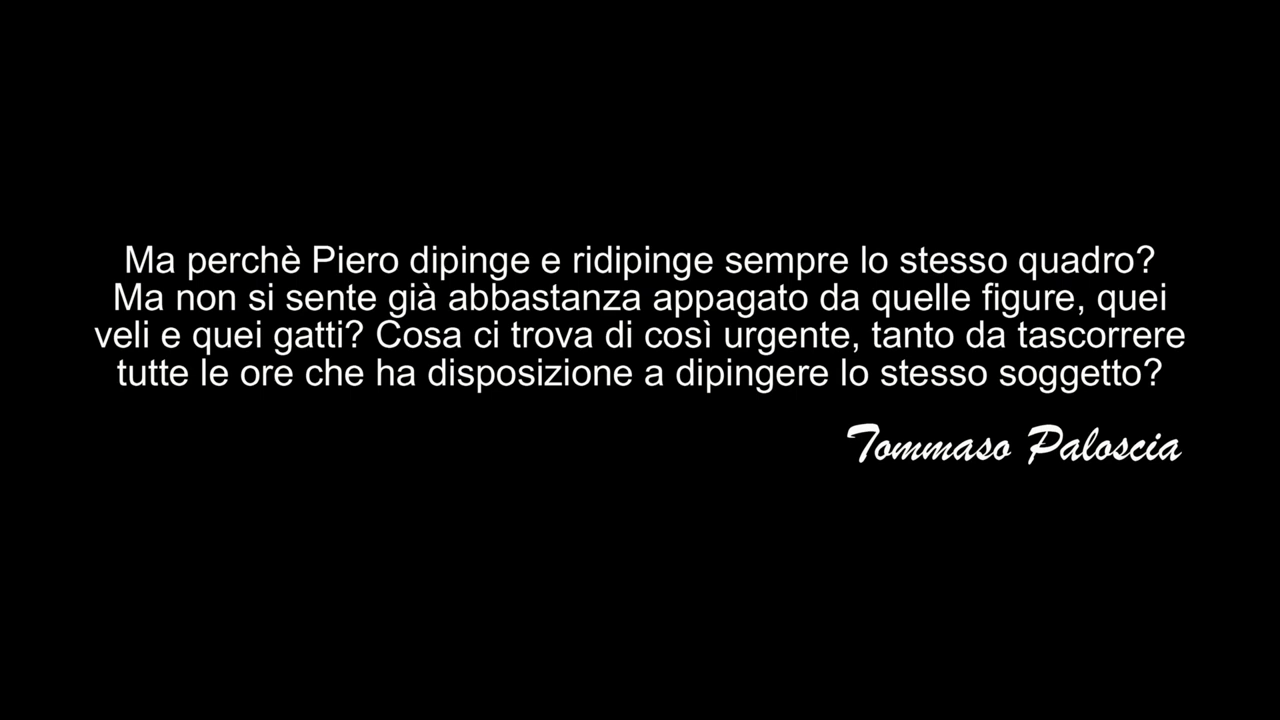 Ma perchè Piero dipinge e ridipinge sempre lo stesso quadro?
Ma non si sente già abbastanza appagato da quelle figure, quei
veli e quei gatti? Cosa ci trova di così urgente, tanto da tascorrere
tutte le ore che ha disposizione a dipingere lo stesso soggetto?
Tommaso Paloscia